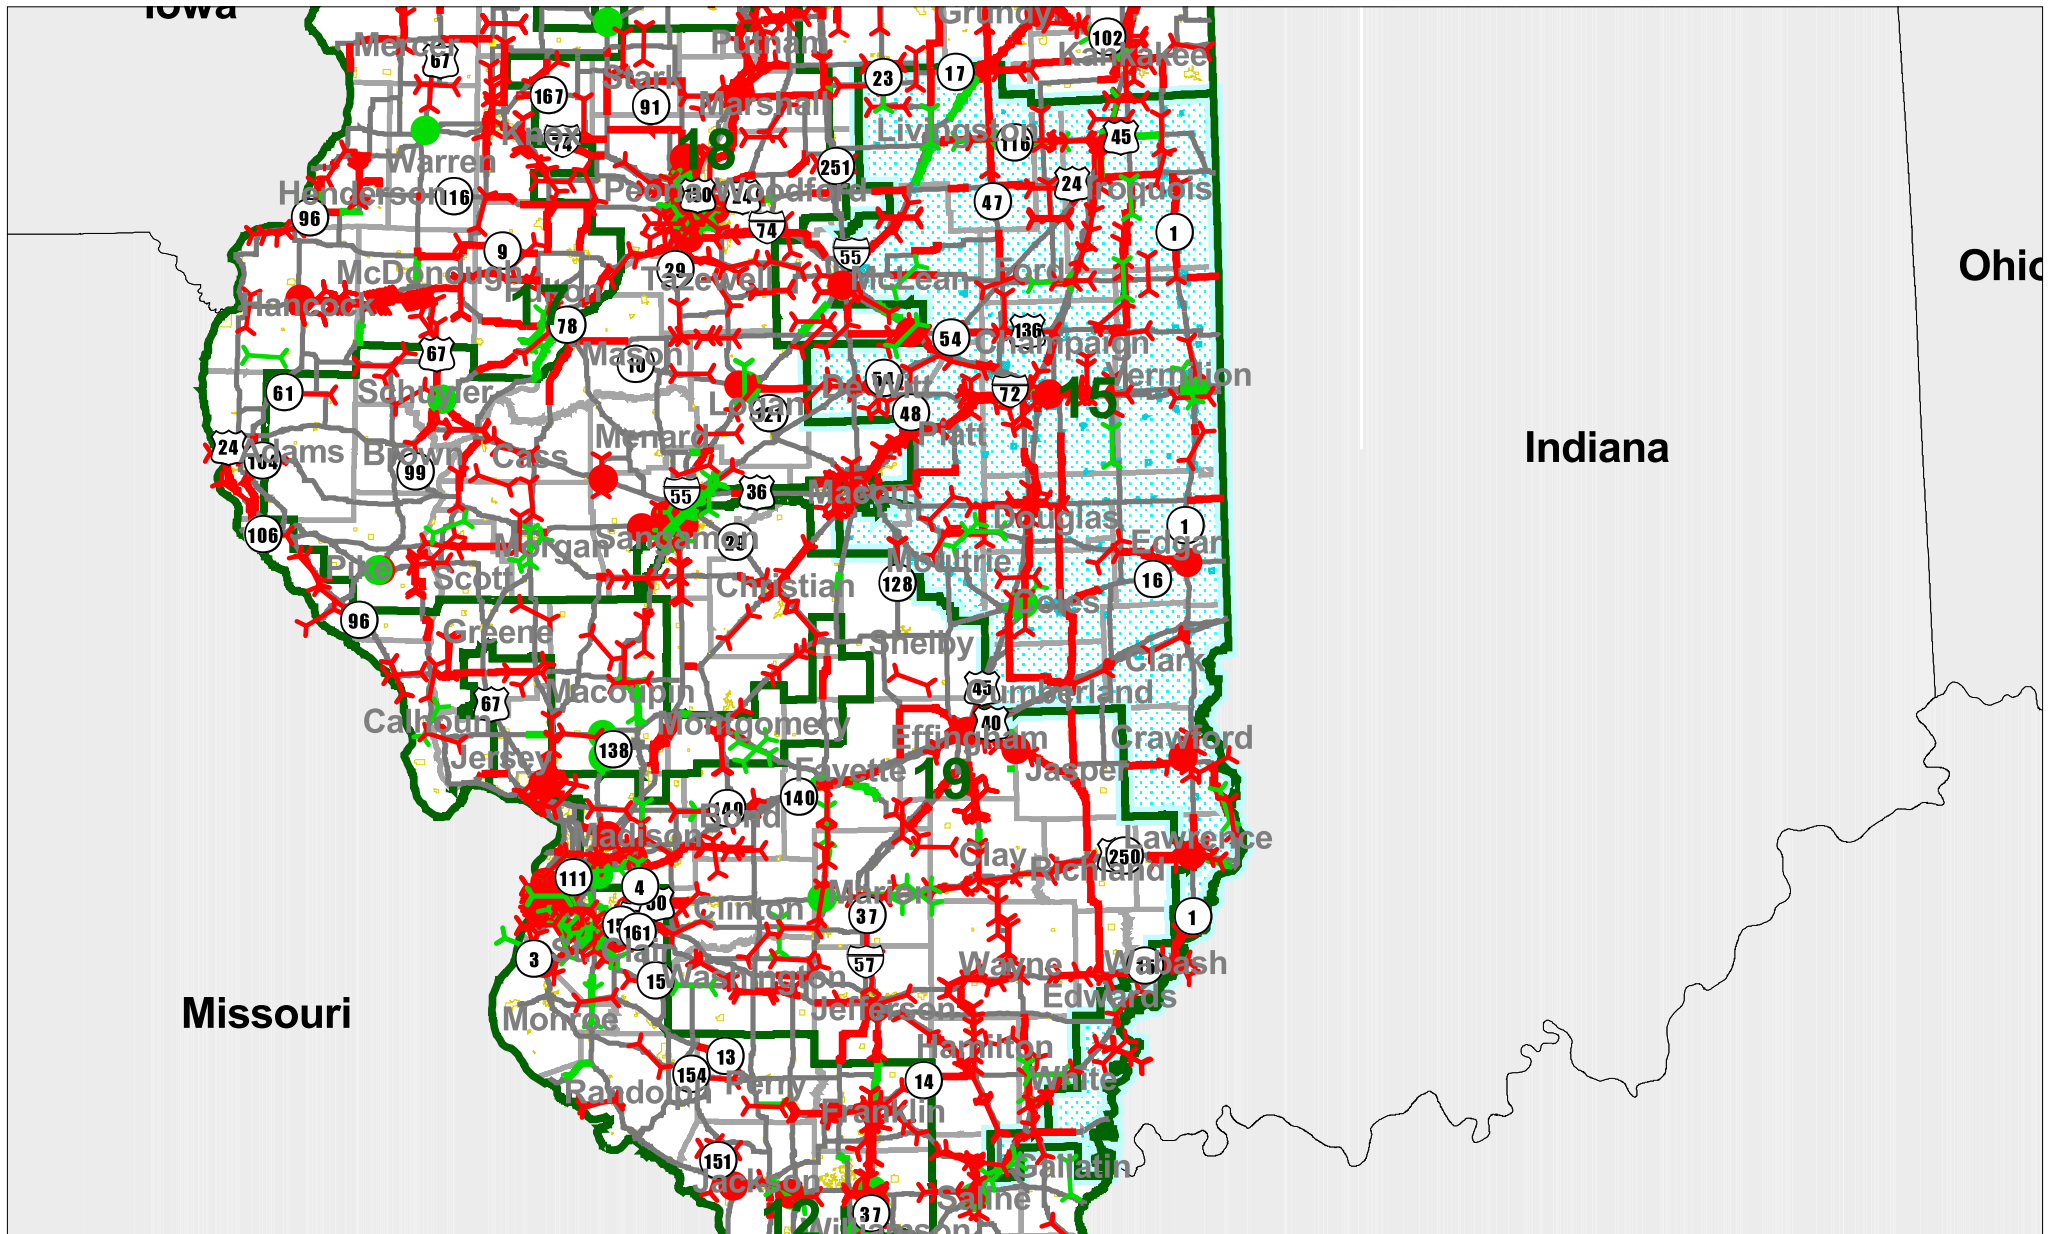 Iowa
Grundy
102
Mercer
67
Putnam
Kankakee
23
17
Stark
167
91
Marshall
Livingston
116
45
Knox
74
18
Warren
251
Henderson
116
Peoria
Woodford
24
Iroquois
96
47
1
74
9
55
Ohio
29
McDonough
Tazewell
McLean
Ford
Hancock
17
Fulton
78
54
136
67
Mason
Champaign
10
61
Schuyler
De Witt
72
Vermilion
15
Logan
48
Menard
Piatt
24
Adams
Brown
Cass
Indiana
99
55
36
Macon
106
Sangamon
29
Douglas
1
Morgan
Edgar
Pike
Scott
Christian
Moultrie
128
16
96
Coles
Greene
Shelby
Clark
67
Macoupin
45
Cumberland
Calhoun
Montgomery
40
138
Effingham
Crawford
Jersey
Fayette
19
Jasper
140
Bond
Madison
Lawrence
Clay
250
Richland
111
4
Marion
Clinton
37
1
161
St. Clair
3
57
Wayne
Wabash
15
Washington
Edwards
Missouri
Monroe
Jefferson
13
Hamilton
154
Perry
14
White
Randolph
Franklin
151
Gallatin
Jackson
Saline
12
37
Williamson